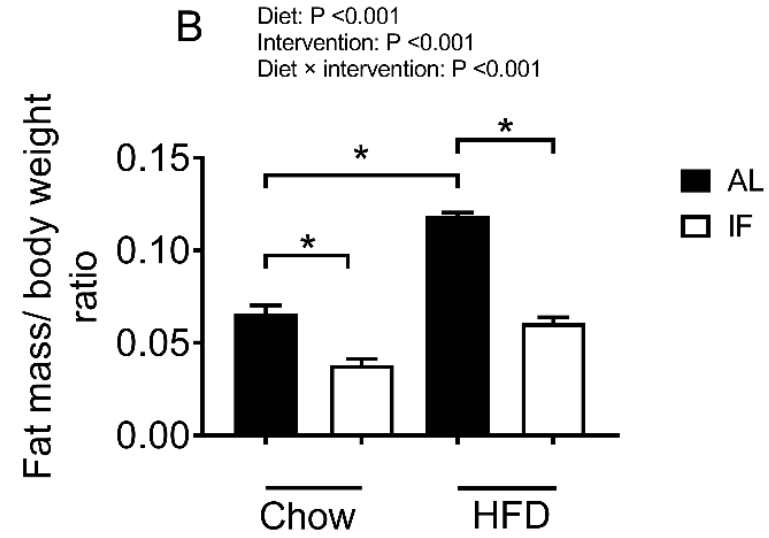 B
Diet: P <0.001
Intervention: P <0.001
Diet × intervention: P <0.001
Fat mass/ body weight
ratio
0.15
0.10
0.05
0.00
*
*
*
AL
IF
Chow
HFD